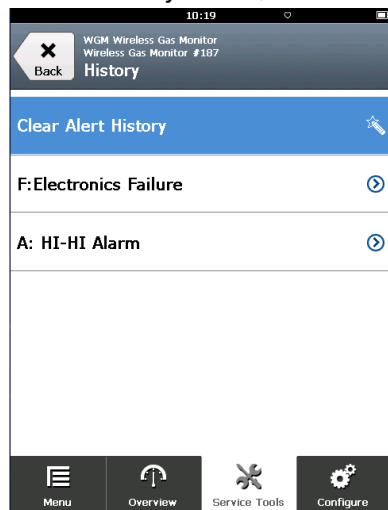 10:19
WGM Wireless Gas Monitor
Wireless Gas Monitor #187
Back
History
Clear Alert History
F:Electronics Failure
A: HI-HI Alarm
Menu
Overview
Service Tools
Configure